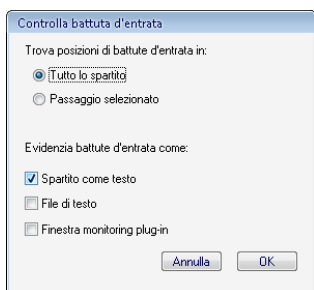 Controlla battuta d'entrata
Trova posizioni di battute d'entrata in:
Tutto lo spartito
Passaggio selezionato
Evidenzia battute d'entrata come:
Spartito come testo
File di testo
Finestra monitoring plug-in
Annulla
OK